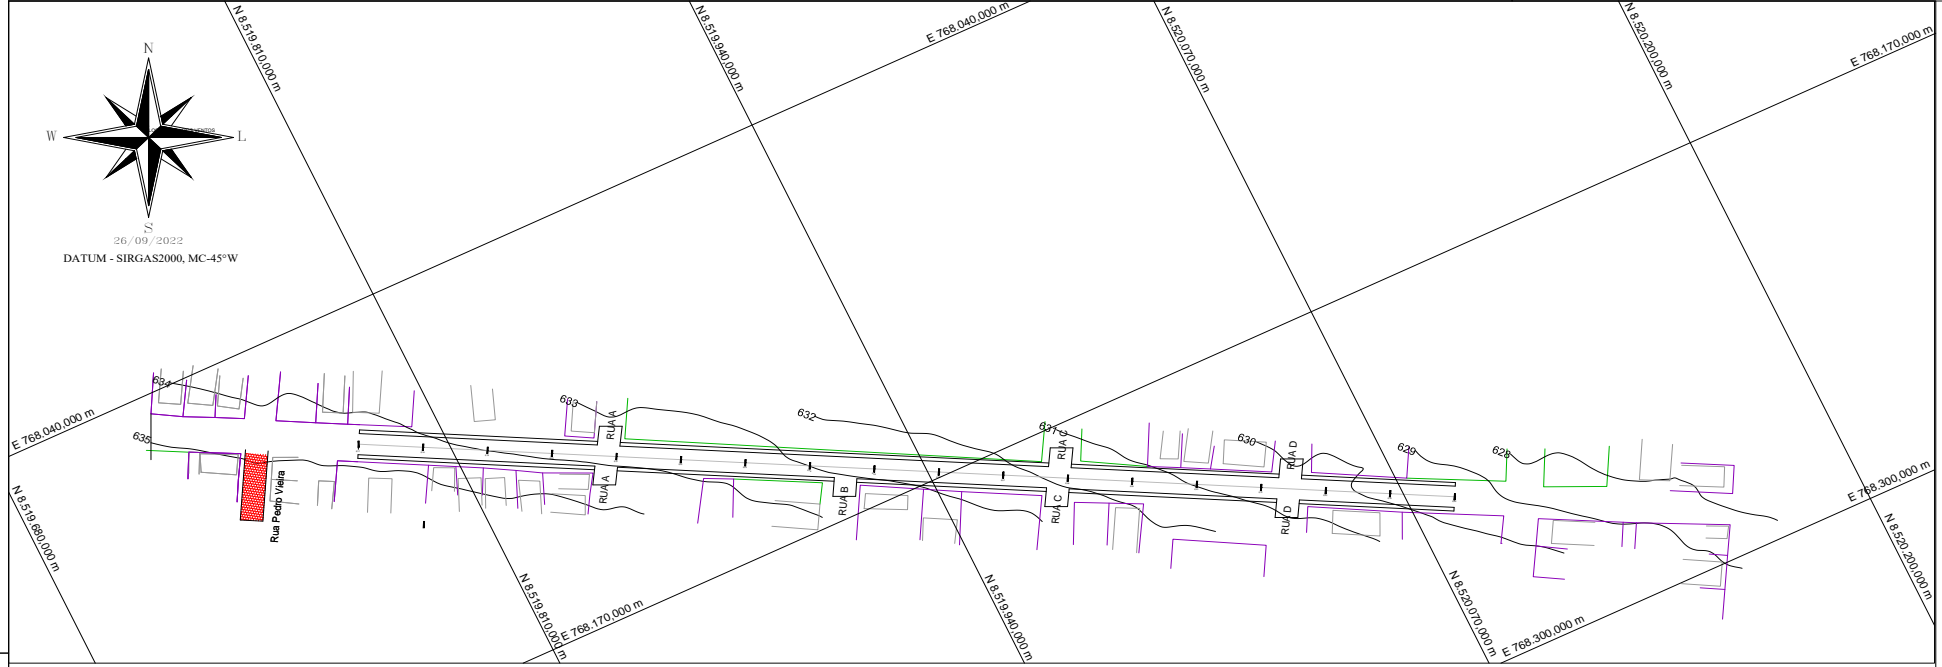 N 8.519.810,000 m
N 8.519.940,000 m
E 768.040,000 m
N 8.520.070,000 m
N 8.520.200,000 m
E 768.170,000 m
N
W
L
S
26/09/2022
DATUM - SIRGAS2000, MC-45°W
634
633
632
631
630
629
628
635
E 768.040,000 m
RUA A
RUA C
RUA D
E 768.300,000 m
N 8.519.680,000 m
Rua Pedro Vieira
RUA A
RUA B
RUA C
RUA D
N 8.520.200,000 m
N 8.519.810,000 m
E 768.170,000 m
N 8.519.940,000 m
N 8.520.070,000 m
E 768.300,000 m